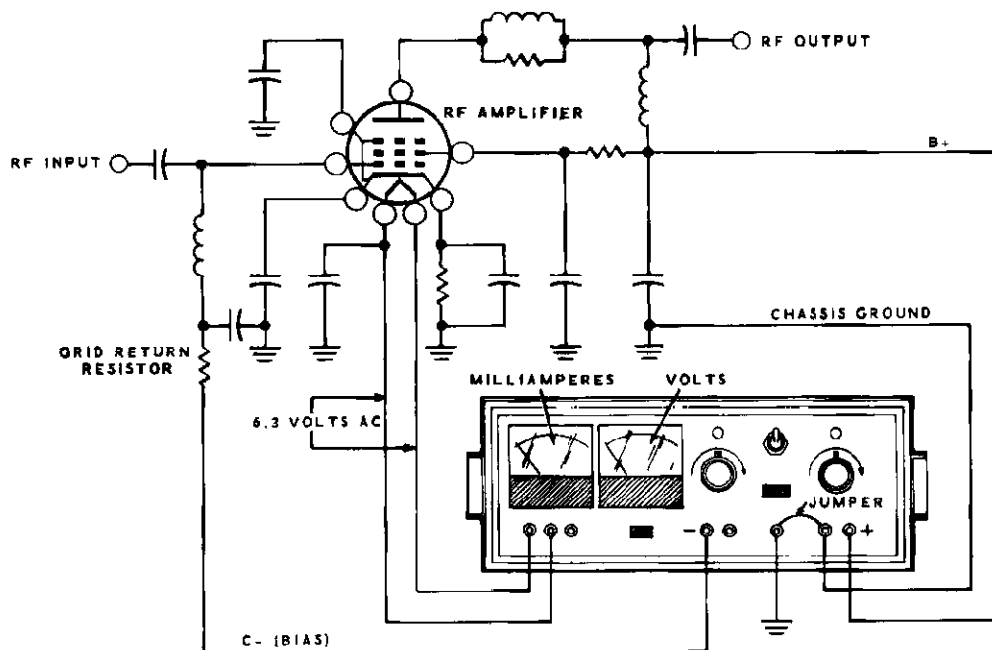 RF OUTPUT
RF AMPLIFIER
RF INPUT
B+
CHASSIS GROUND
GRID RETURN
RESISTOR
MILLIAMPERES
VOLTS
6.3 VOLTS AC
JUMPER
- +
C- (BIAS)